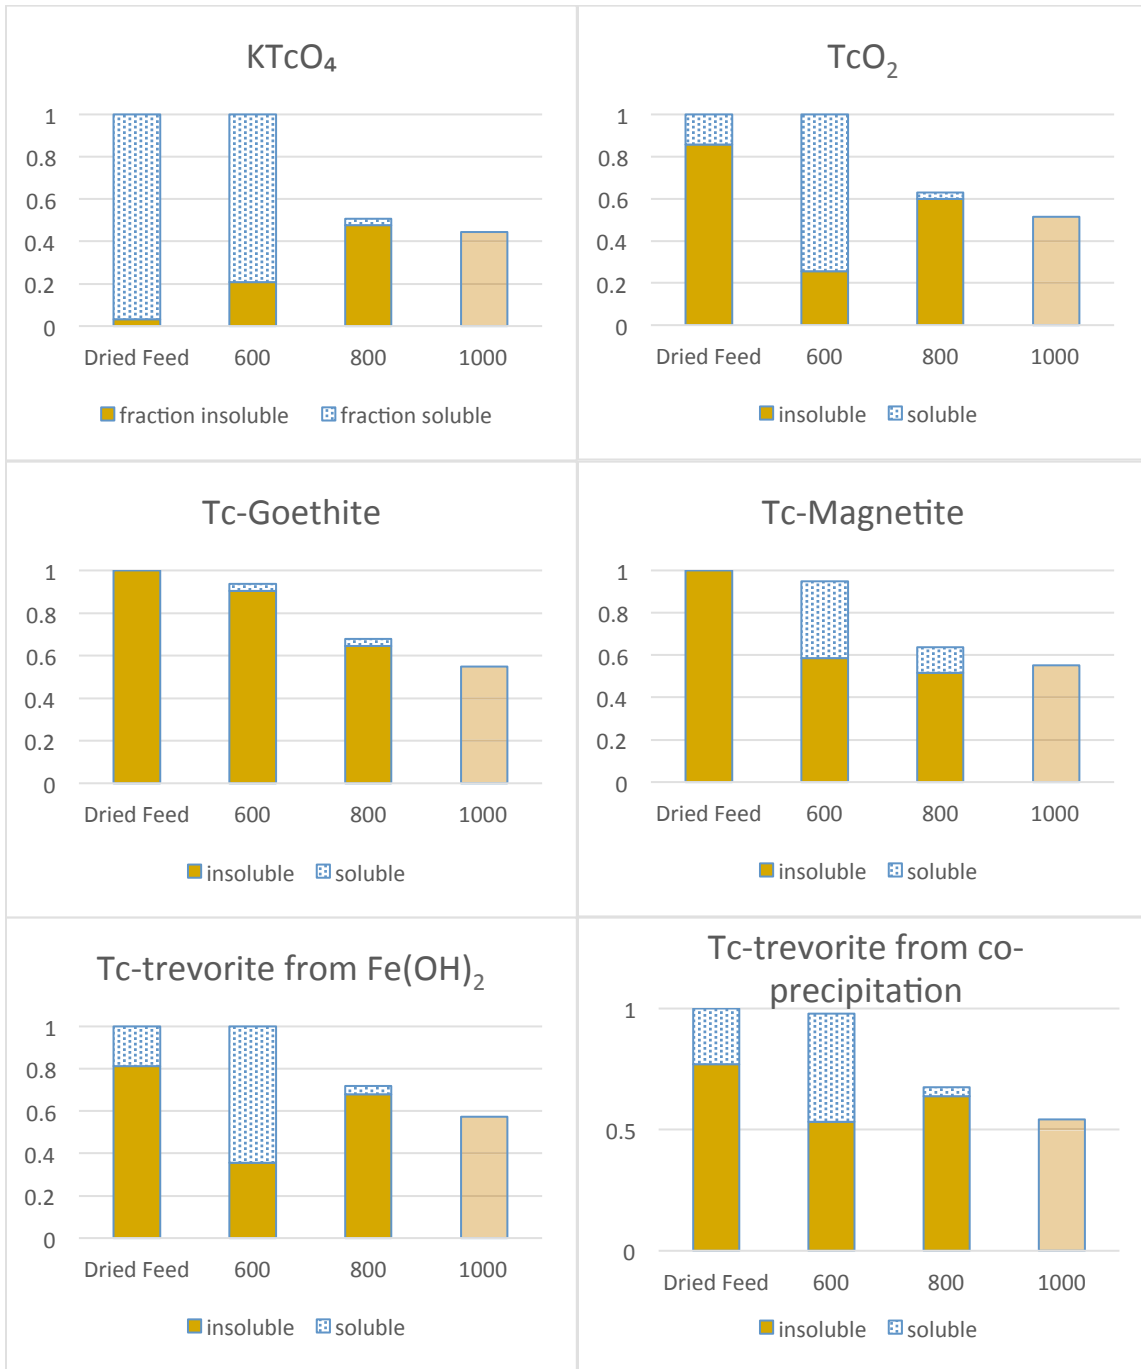 KTcO₄
1
0.8
0.6
0.4
0.2
0
Dried Feed 600 800 1000
fraction insoluble fraction soluble
TcO₂
1
0.8
0.6
0.4
0.2
0
Dried Feed 600 800 1000
insoluble soluble
Tc-Goethite
1
0.8
0.6
0.4
0.2
0
Dried Feed 600 800 1000
insoluble soluble
Tc-Magnetite
1
0.8
0.6
0.4
0.2
0
Dried Feed 600 800 1000
insoluble soluble
Tc-trevorite from Fe(OH)₂
1
0.8
0.6
0.4
0.2
0
Dried Feed 600 800 1000
insoluble soluble
Tc-trevorite from co-
precipitation
1
0.5
0
Dried Feed 600 800 1000
insoluble soluble